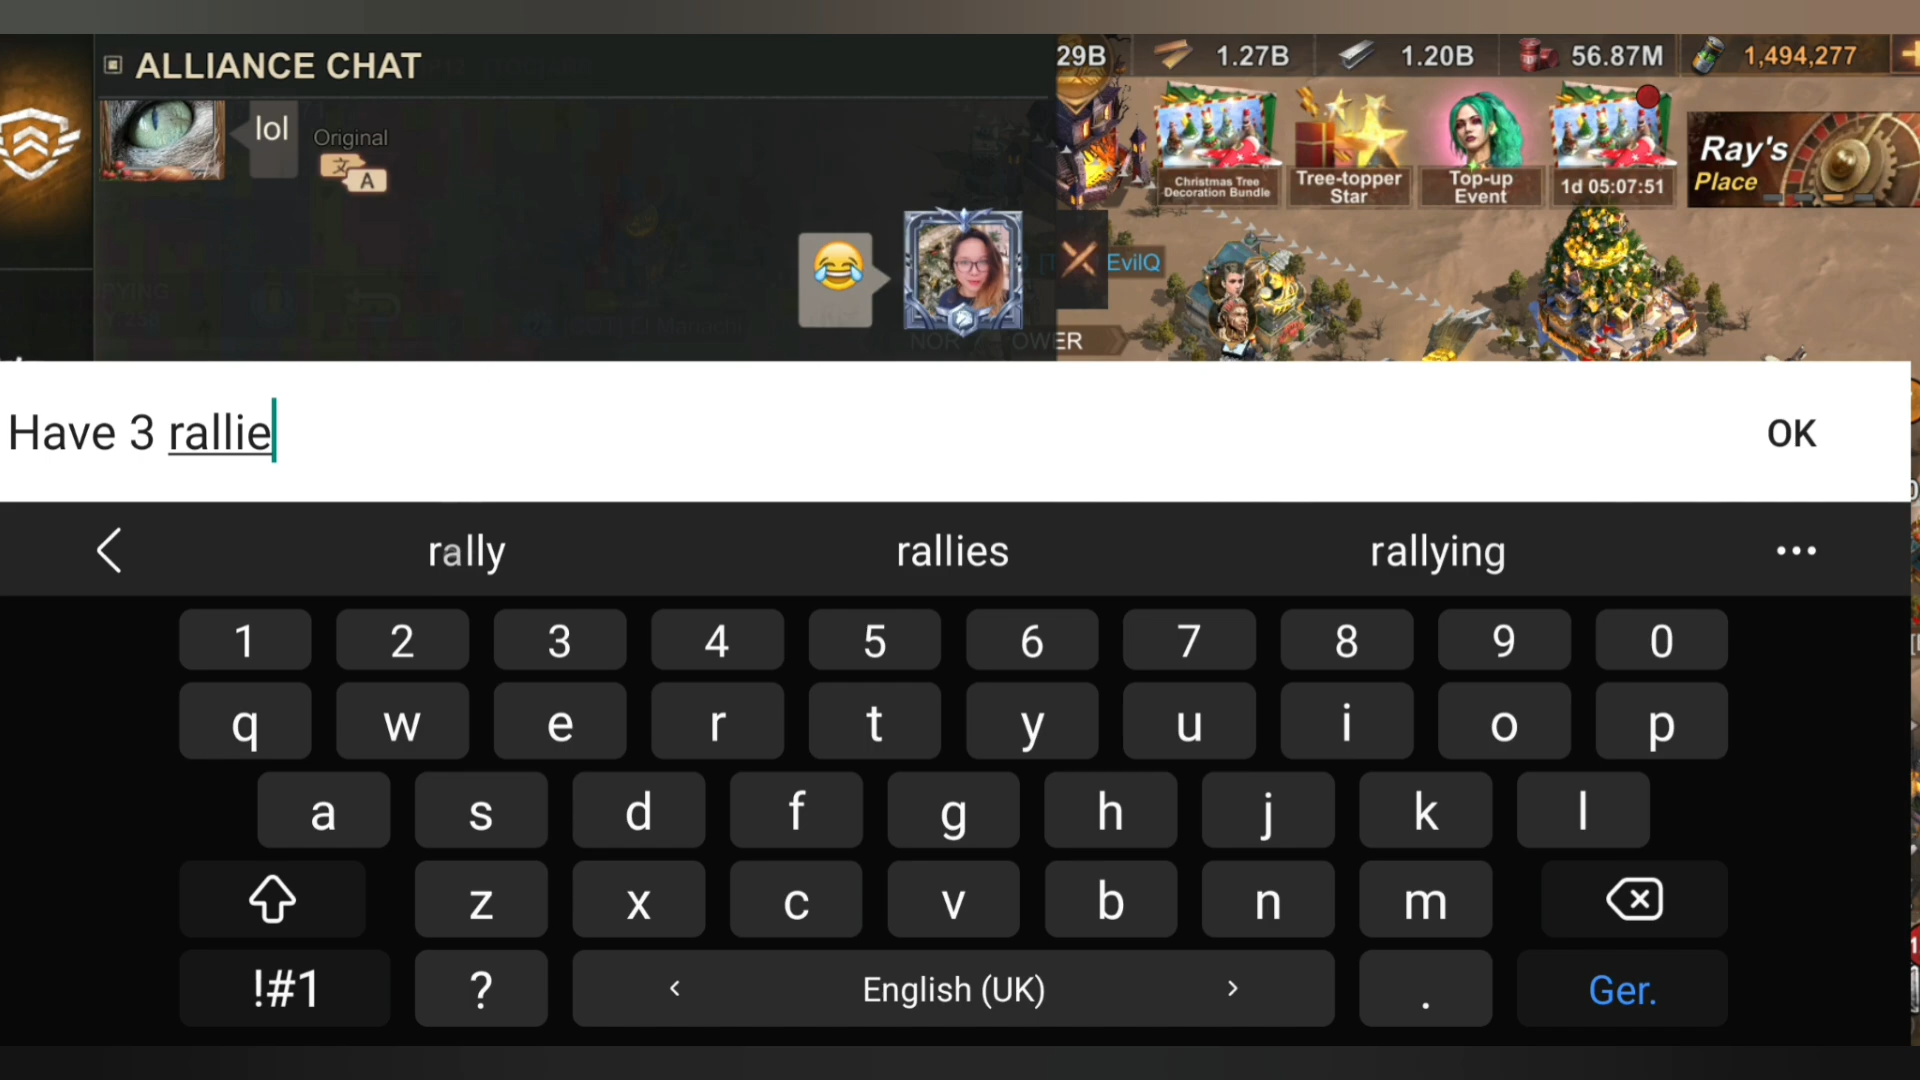 ALLIANCE CHAT
29B
1.27B
1.20B
56.87M
1,494,277
lol
Original
文
A
Christmas Tree
Decoration Bundle
Tree-topper
Star
Top-up
Event
1d 05:07:51
Ray's
Place
EvilQ
OWER
Have 3 rallie
OK
rally
rallies
rallying
1 2 3 4 5 6 7 8 9 0
q w e r t y u i o p
a s d f g h j k l
z x c v b n m
!#1 ? < English (UK) > . Ger.